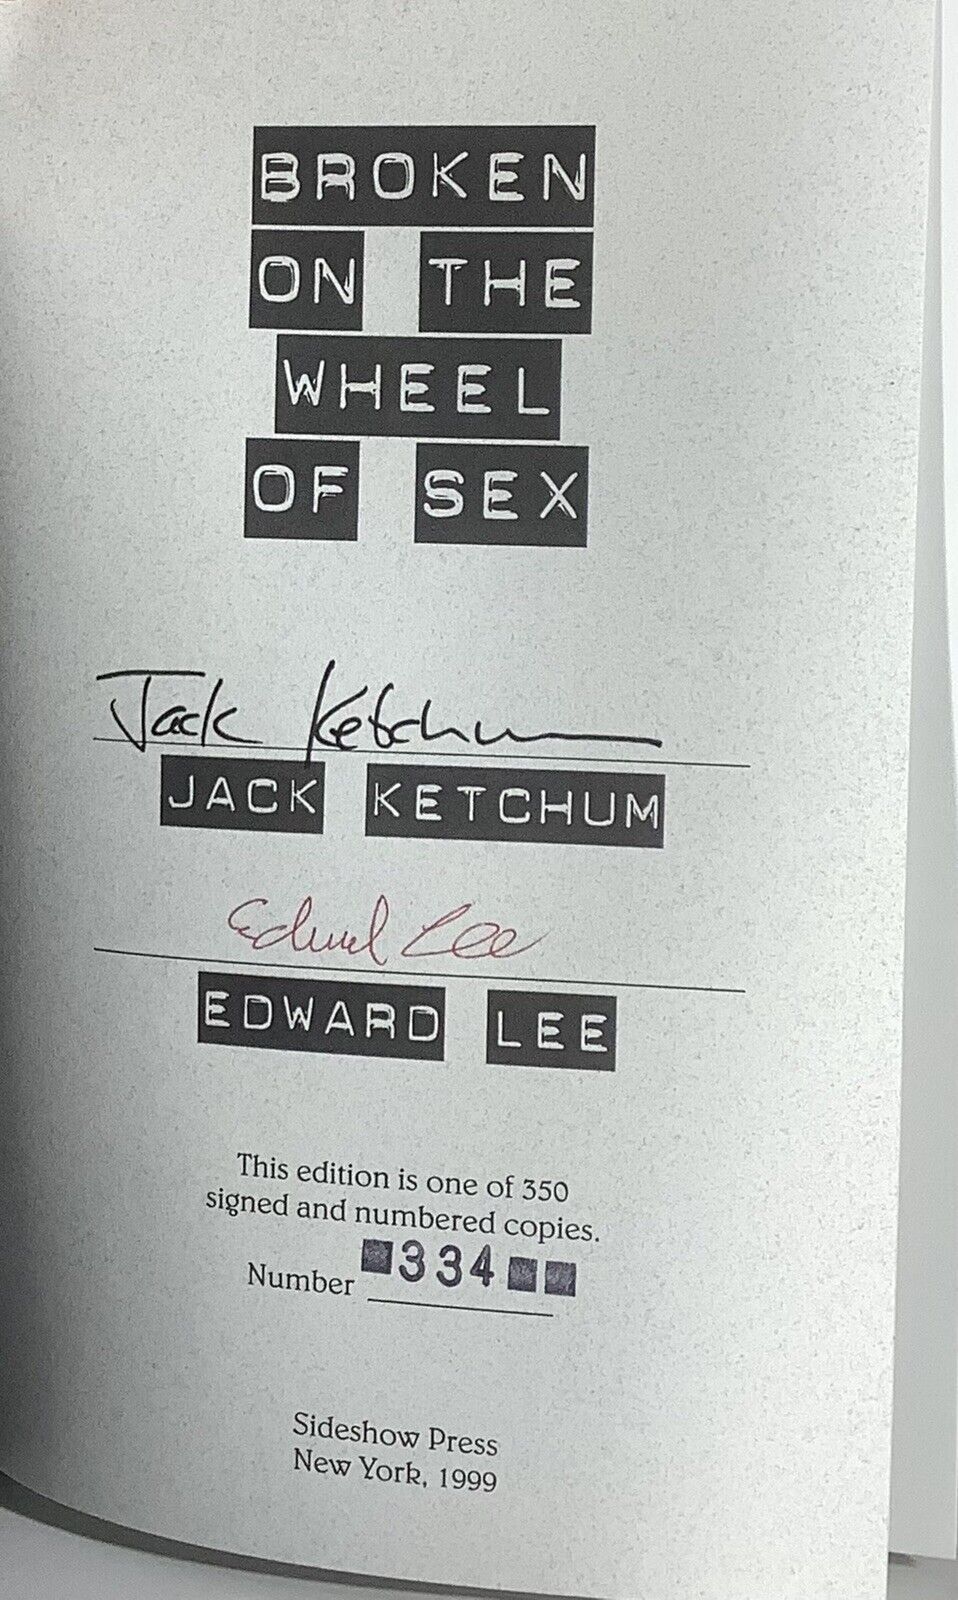 BROKEN
ON THE
WHEEL
OF SEX
Jack Ketchum
JACK KETCHUM
Edward Lee
EDWARD LEE
This edition is one of 350
signed and numbered copies.
Number 334
Sideshow Press
New York, 1999